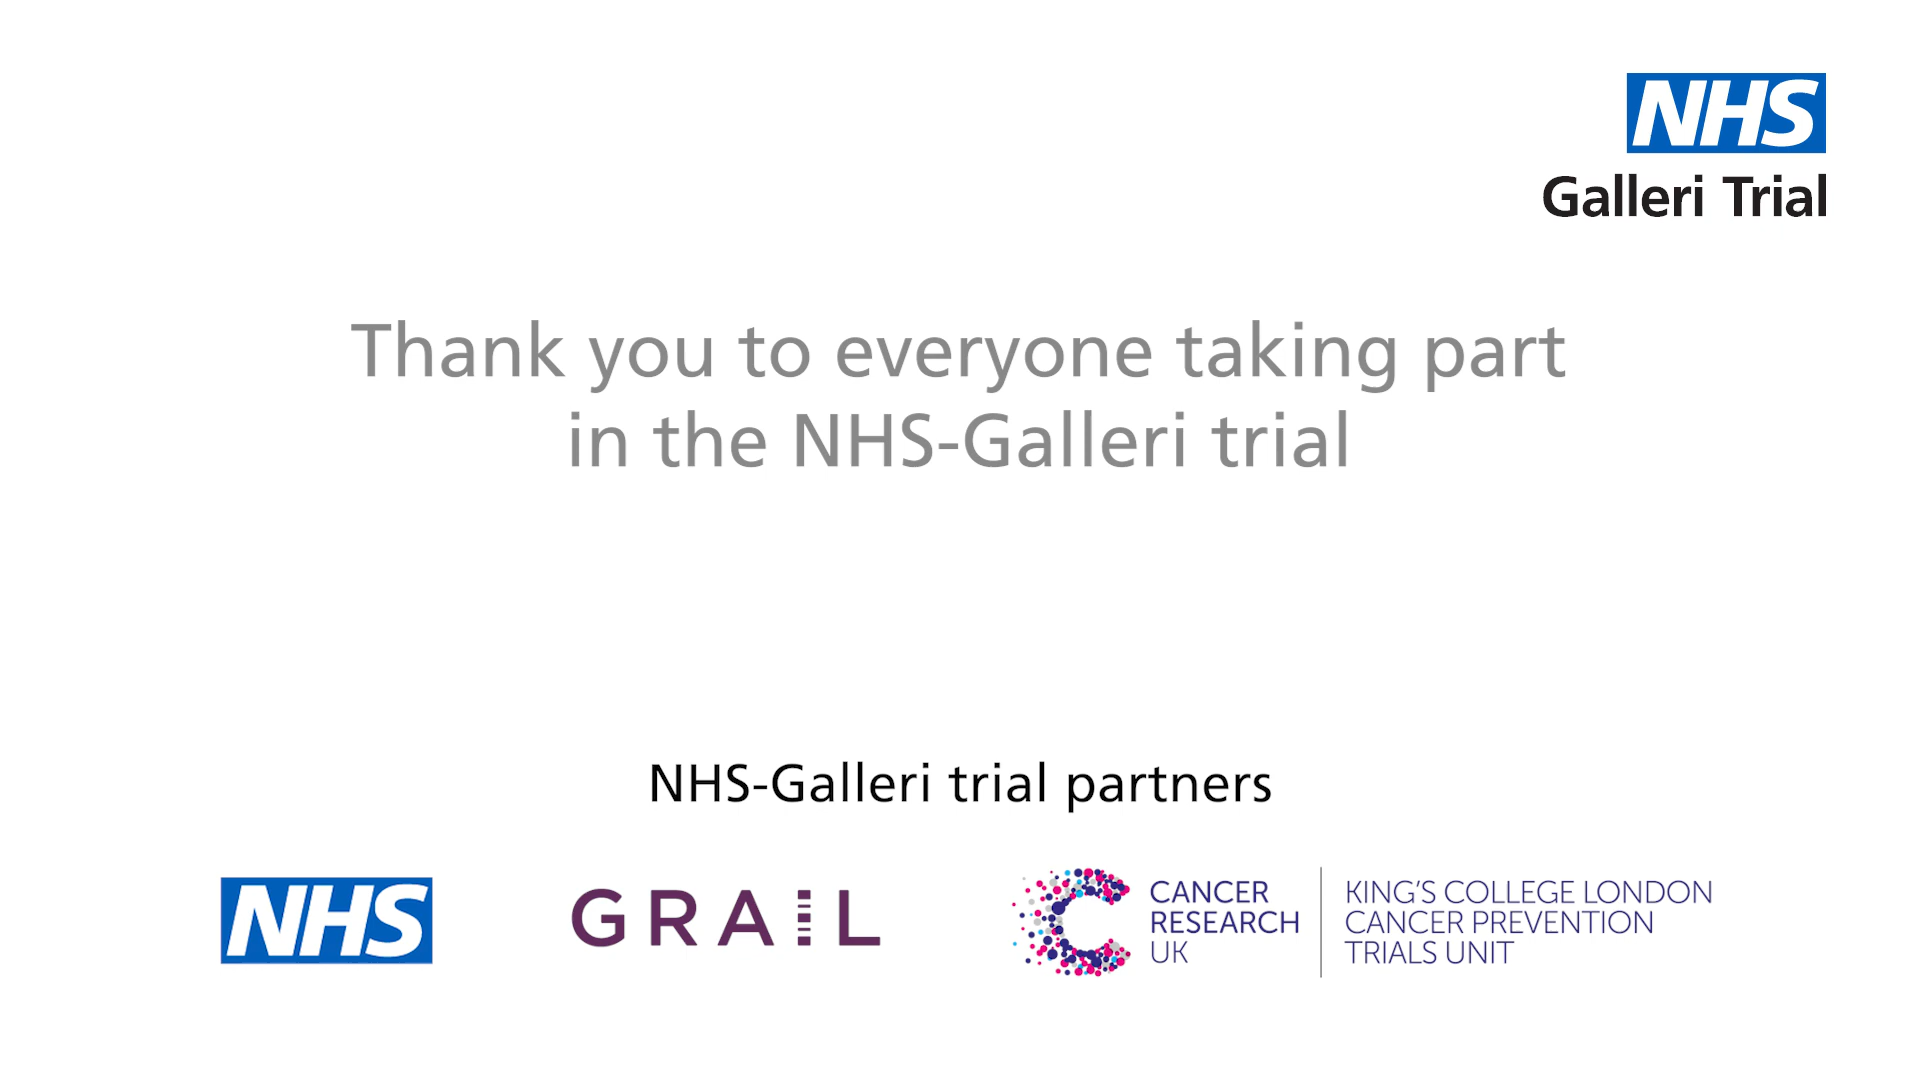 NHS
Galleri Trial
Thank you to everyone taking part
in the NHS-Galleri trial
NHS-Galleri trial partners
NHS
GRAIL
CANCER
RESEARCH
UK
KING'S COLLEGE LONDON
CANCER PREVENTION
TRIALS UNIT